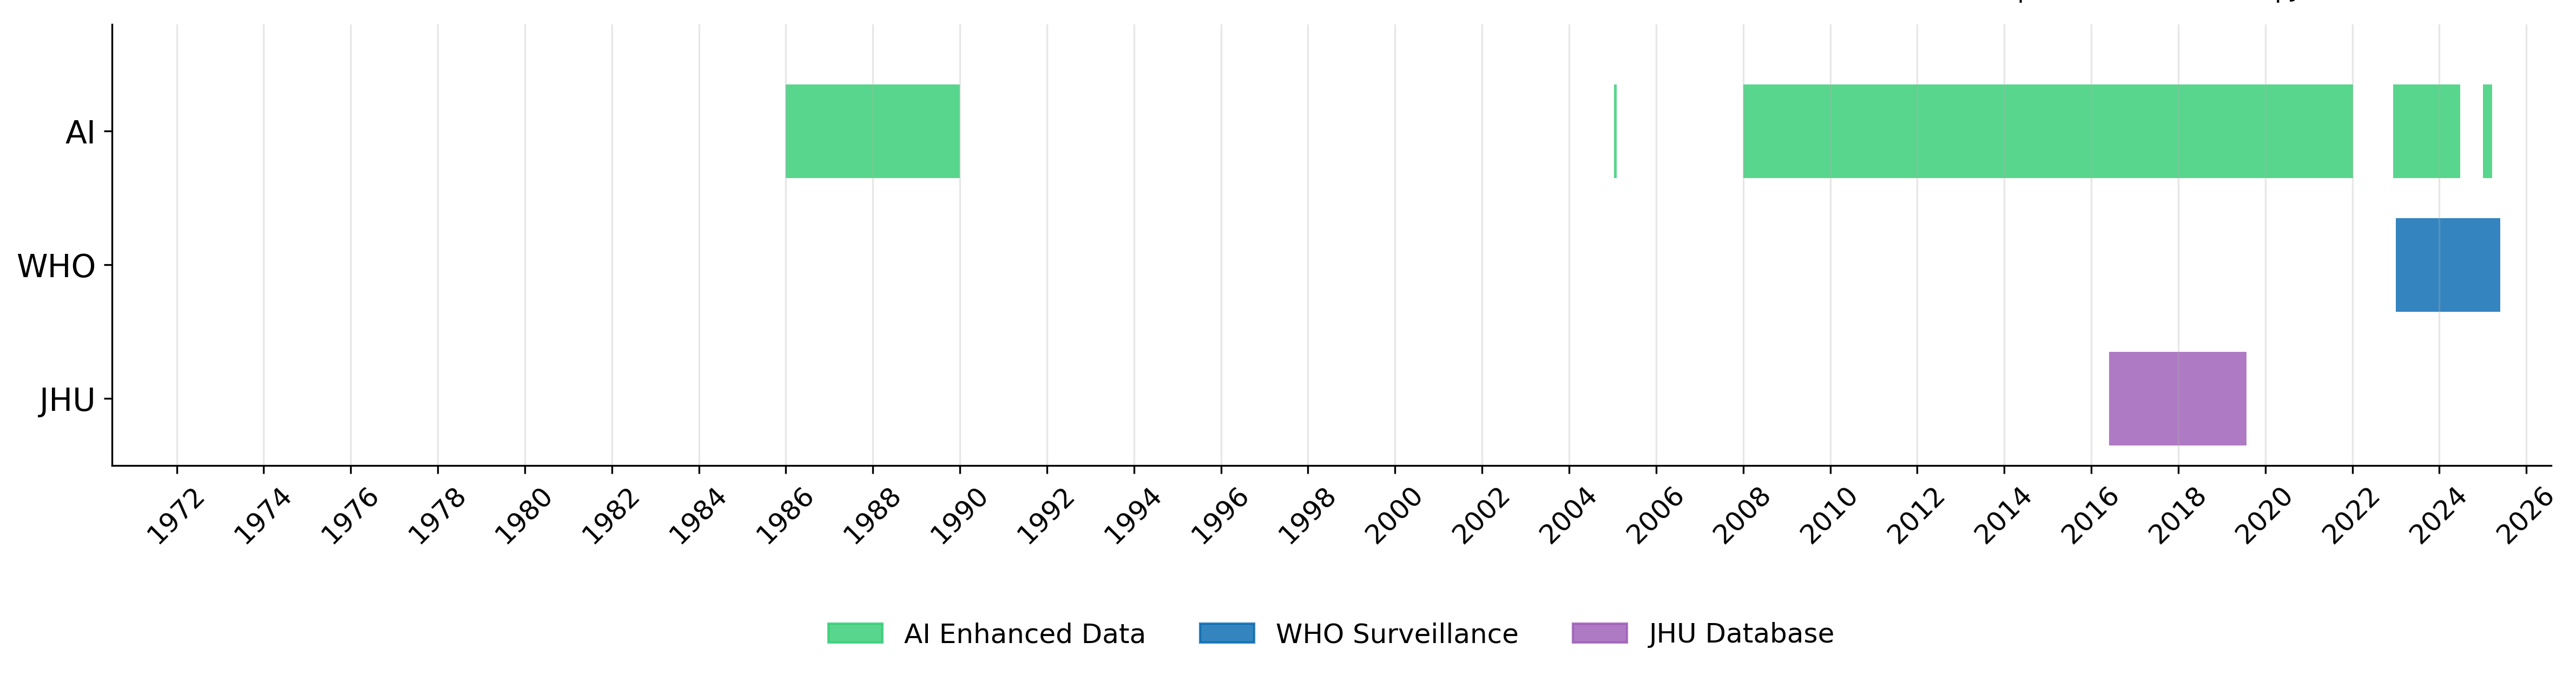 AI
WHO
JHU
1972 1974 1976 1978 1980 1982 1984 1986 1988 1990 1992 1994 1996 1998 2000 2002 2004 2006 2008 2010 2012 2014 2016 2018 2020 2022 2024 2026
AI Enhanced Data WHO Surveillance JHU Database